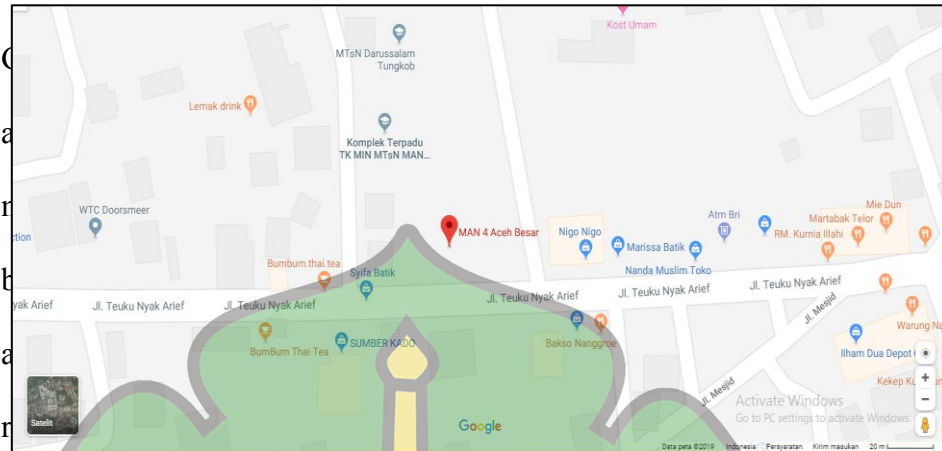 Kost Umam
MTsN Darussalam
Tungkob
Lemak drink
Komplek Terpadu
TK MIN MTsN MAN...
WTC Doorsmeer
ction
MAN 4 Aceh Besar
Nigo Nigo
Marissa Batik
Nanda Muslim Toko
Atm Bri
Mie Dun
Martabak Telor
RM. Kurnia Illahi
Bumbum.thai.tea
Syifa Batik
yak Arief
Jl. Teuku Nyak Arief
Jl. Teuku Nyak Arief
Jl. Teuku Nyak Arief
Jl. Teuku Nyak Arief
Jl. Teuku Nyak Arief
Jl. Mesjid
BumBum Thai Tea
SUMBER KADO
Bakso Nanggroe
Warung Na
Ilham Dua Depot
Jl. Mesjid
Satelit
Google
Activate Windows
Go to PC settings to activate Windows.
Data peta ©2019 Indonesia Persyaratan Kirim masukan 20 m
a
b
a